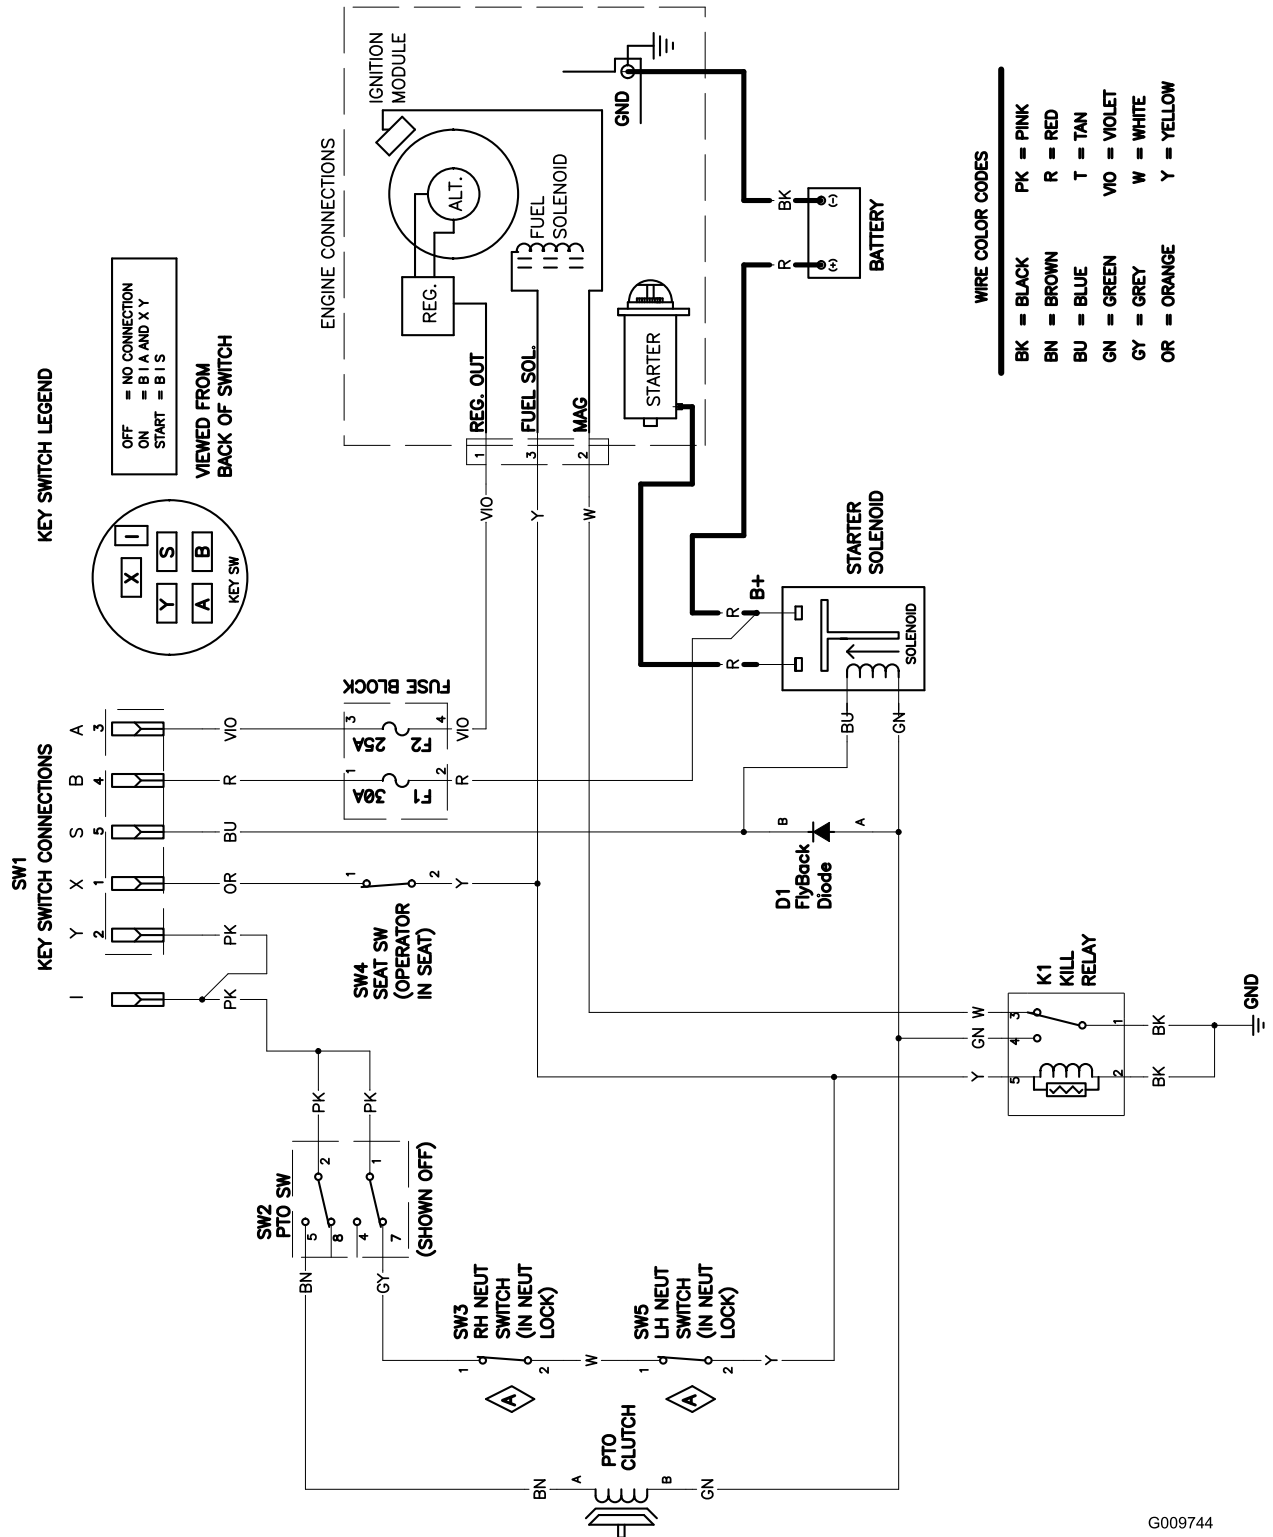 KEY SWITCH LEGEND
OFF = NO CONNECTION
ON = B I A AND X Y
START = B I S
VIEWED FROM
BACK OF SWITCH
I
X
S
Y
B
A
KEY SW
ENGINE CONNECTIONS
IGNITION
MODULE
ALT.
REG.
FUEL
SOLENOID
STARTER
GND
REG. OUT
FUEL SOL.
MAG
1
3
2
VIO
Y
W
BK
R
(-)
(+)
BATTERY
WIRE COLOR CODES
BK = BLACK
BN = BROWN
BU = BLUE
GN = GREEN
GY = GREY
OR = ORANGE
PK = PINK
R = RED
T = TAN
VIO = VIOLET
W = WHITE
Y = YELLOW
SW1
KEY SWITCH CONNECTIONS
A
B
S
X
Y
I
3
4
5
1
2
VIO
R
BU
OR
PK
PK
FUSE BLOCK
3
25A
F2
4
VIO
1
30A
F1
2
R
B+
R
R
STARTER
SOLENOID
SOLENOID
BU
GN
SW4
SEAT SW
(OPERATOR
IN SEAT)
1
2
Y
D1
FlyBack
Diode
B
A
K1
KILL
RELAY
W
GN
Y
3
4
5
1
2
BK
BK
GND
SW2
PTO SW
(SHOWN OFF)
PK
PK
2
1
5
8
4
7
BN
GY
SW3
RH NEUT
SWITCH
(IN NEUT
LOCK)
1
2
A
W
SW5
LH NEUT
SWITCH
(IN NEUT
LOCK)
1
2
A
Y
PTO
CLUTCH
BN
A
B
GN
G009744